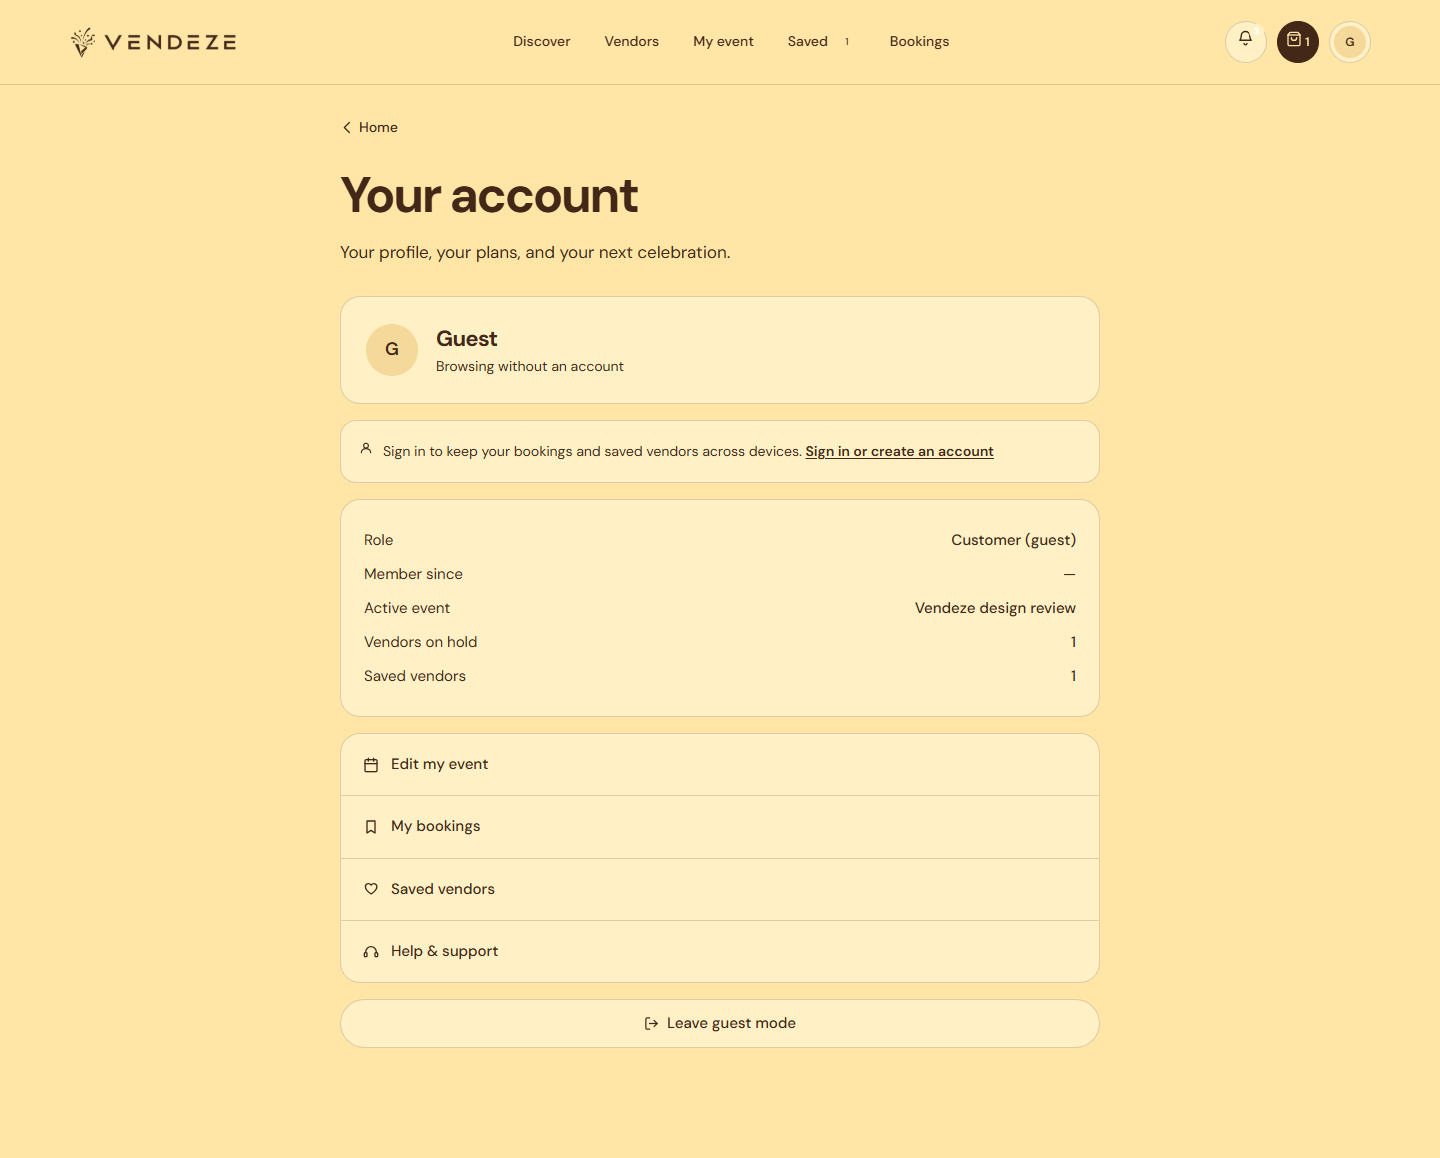 VENDEZE
Discover
Vendors
My event
Saved 1
Bookings
1
G
Home
Your account
Your profile, your plans, and your next celebration.
G
Guest
Browsing without an account
Sign in to keep your bookings and saved vendors across devices. Sign in or create an account
Role Customer (guest)
Member since —
Active event Vendeze design review
Vendors on hold 1
Saved vendors 1
Edit my event
My bookings
Saved vendors
Help & support
Leave guest mode